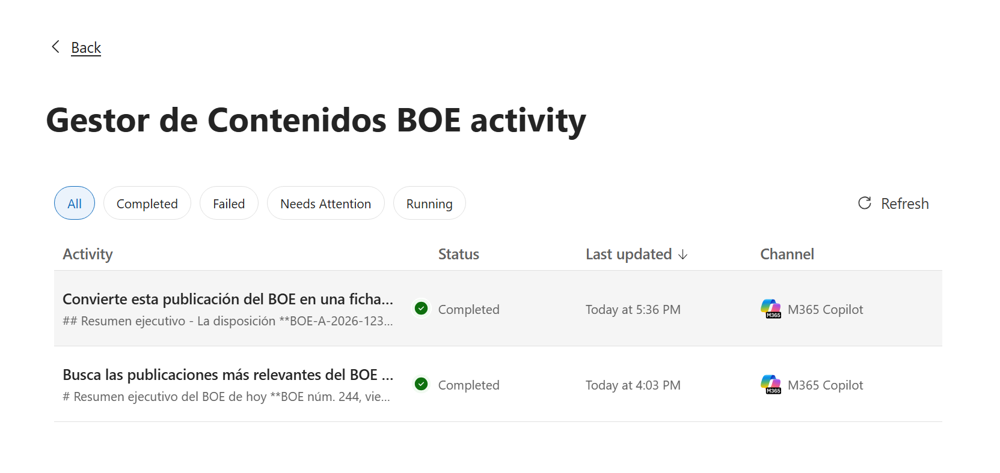 Back
Gestor de Contenidos BOE activity
All
Completed
Failed
Needs Attention
Running
Refresh
Activity
Status
Last updated ↓
Channel
Convierte esta publicación del BOE en una ficha...
## Resumen ejecutivo - La disposición **BOE-A-2026-123...
Completed
Today at 5:36 PM
M365
M365 Copilot
Busca las publicaciones más relevantes del BOE ...
# Resumen ejecutivo del BOE de hoy **BOE núm. 244, vie...
Completed
Today at 4:03 PM
M365
M365 Copilot